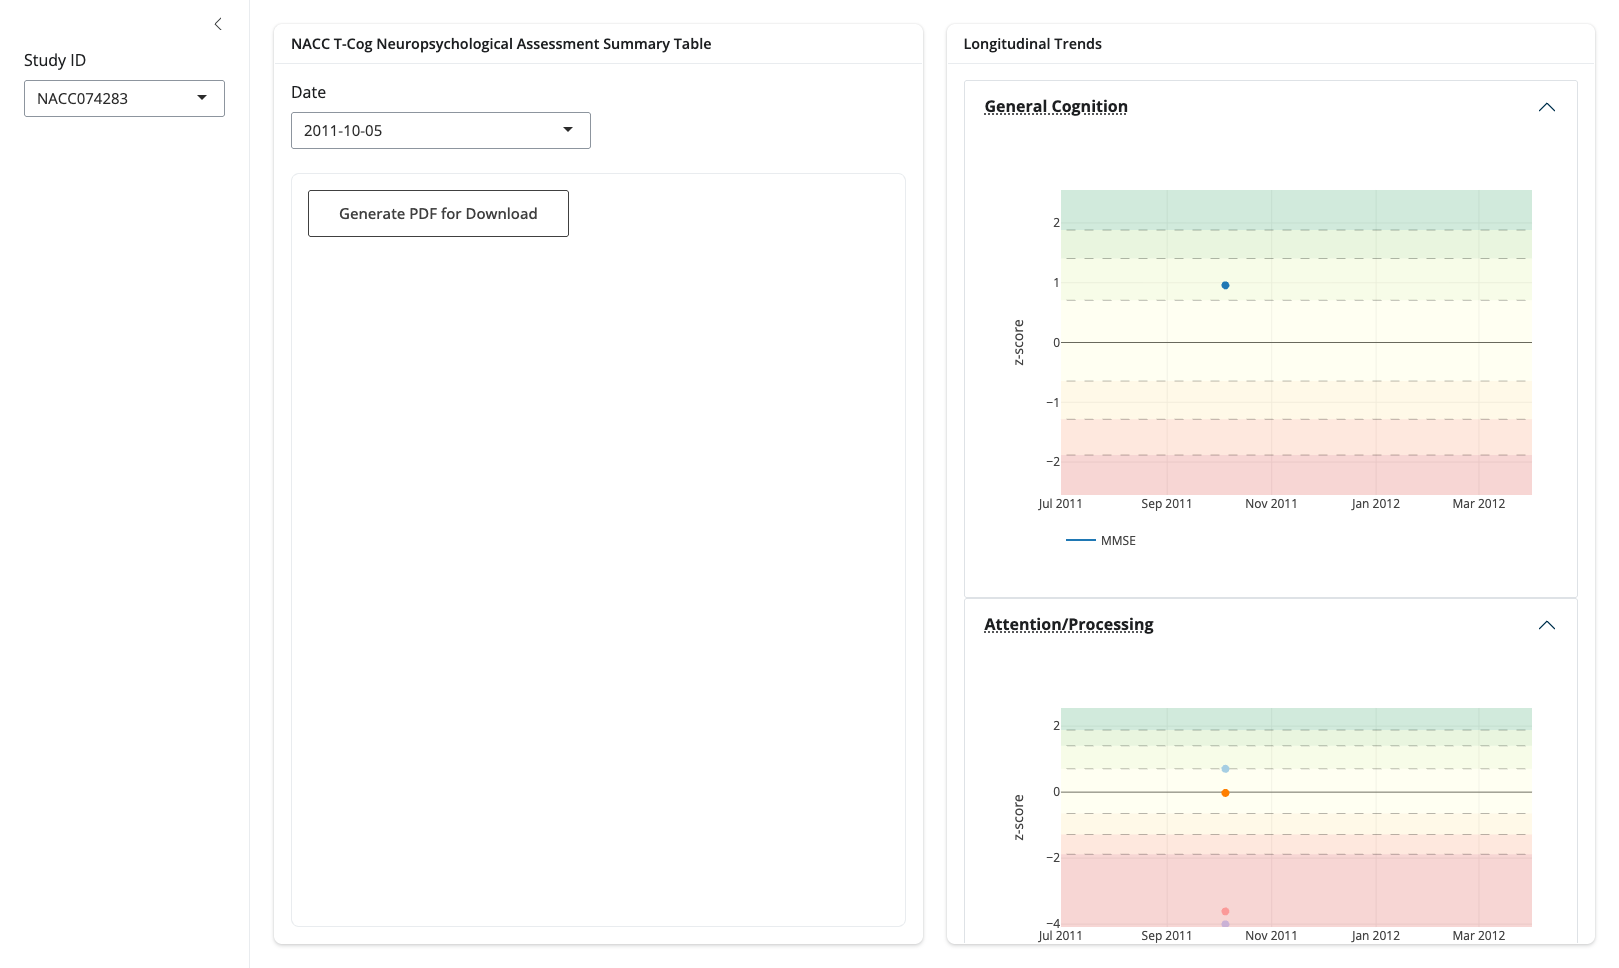 Study ID
NACC074283
NACC T-Cog Neuropsychological Assessment Summary Table
Date
2011-10-05
Generate PDF for Download
Longitudinal Trends
General Cognition
2
1
0
−1
−2
z-score
Jul 2011 Sep 2011 Nov 2011 Jan 2012 Mar 2012
MMSE
Attention/Processing
2
0
−2
−4
z-score
Jul 2011 Sep 2011 Nov 2011 Jan 2012 Mar 2012